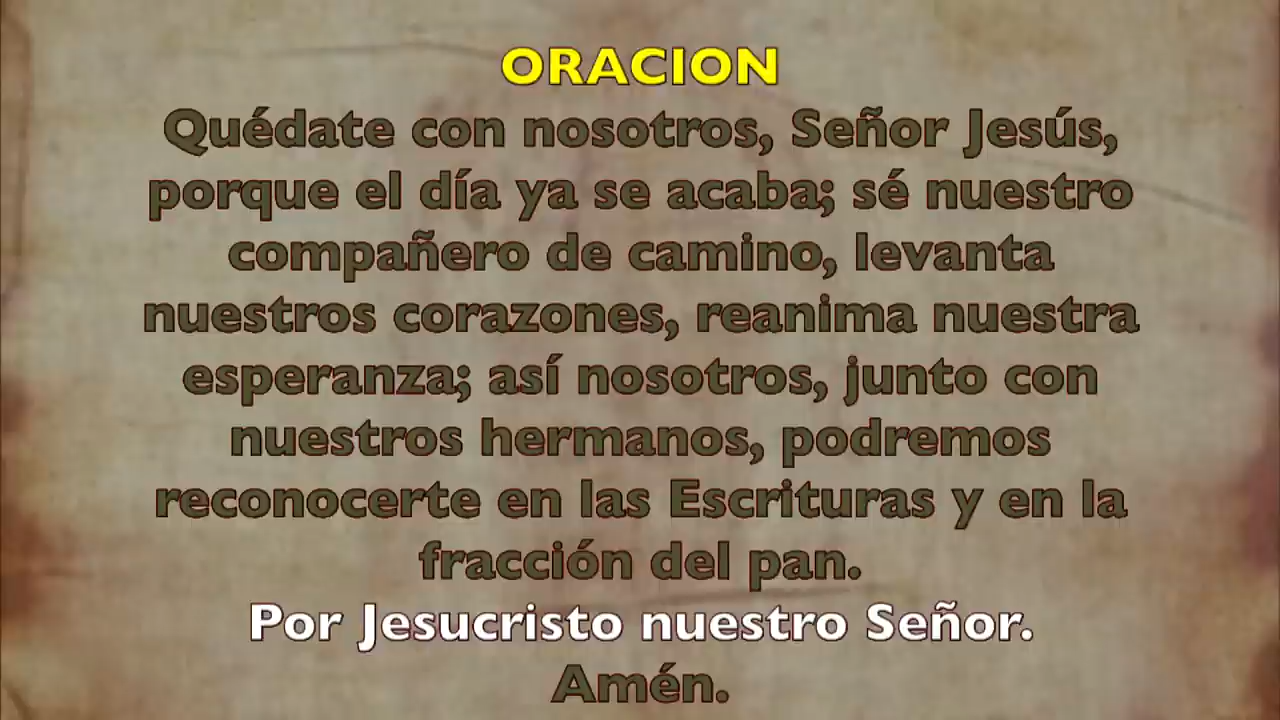 ORACION
Quédate con nosotros, Señor Jesús,
porque el día ya se acaba; sé nuestro
compañero de camino, levanta
nuestros corazones, reanima nuestra
esperanza; así nosotros, junto con
nuestros hermanos, podremos
reconocerte en las Escrituras y en la
fracción del pan.
Por Jesucristo nuestro Señor.
Amén.